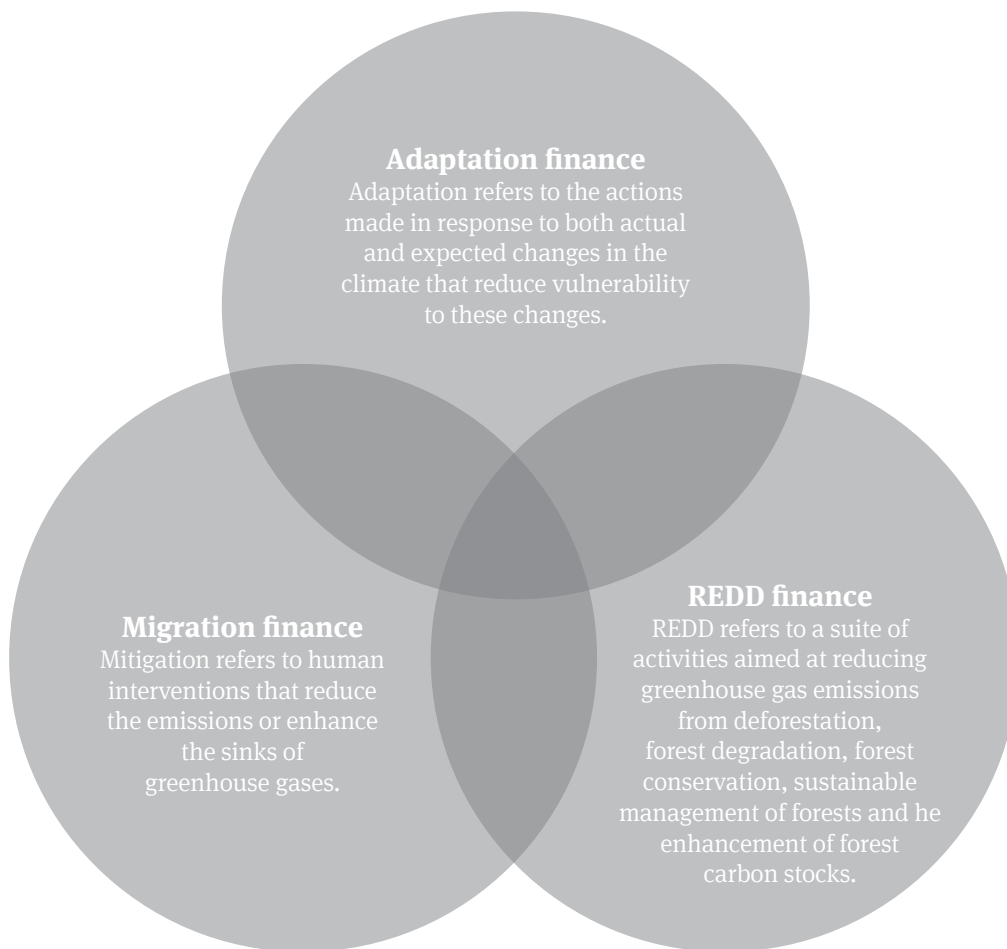 Adaptation finance
Adaptation refers to the actions
made in response to both actual
and expected changes in the
climate that reduce vulnerability
to these changes.
Migration finance
Mitigation refers to human
interventions that reduce
the emissions or enhance
the sinks of
greenhouse gases.
REDD finance
REDD refers to a suite of
activities aimed at reducing
greenhouse gas emissions
from deforestation,
forest degradation, forest
conservation, sustainable
management of forests and he
enhancement of forest
carbon stocks.